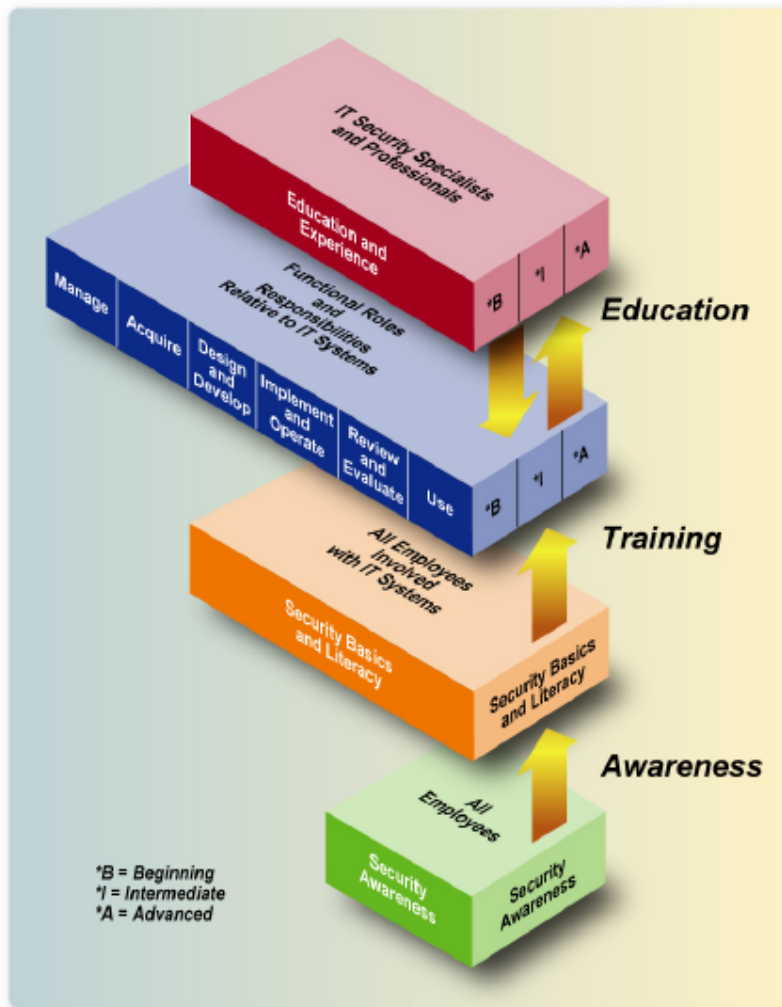 IT Security Specialists
and Professionals
Education and
Experience
*B
*I
*A
Education
Functional Roles
and
Responsibilities
Relative to IT Systems
Manage
Acquire
Design
and
Develop
Implement
and
Operate
Review
and
Evaluate
Use
*B
*I
*A
Training
All Employees
Involved
with IT Systems
Security Basics
and Literacy
Security Basics
and Literacy
Awareness
All
Employees
Security
Awareness
Security
Awareness
*B = Beginning
*I = Intermediate
*A = Advanced